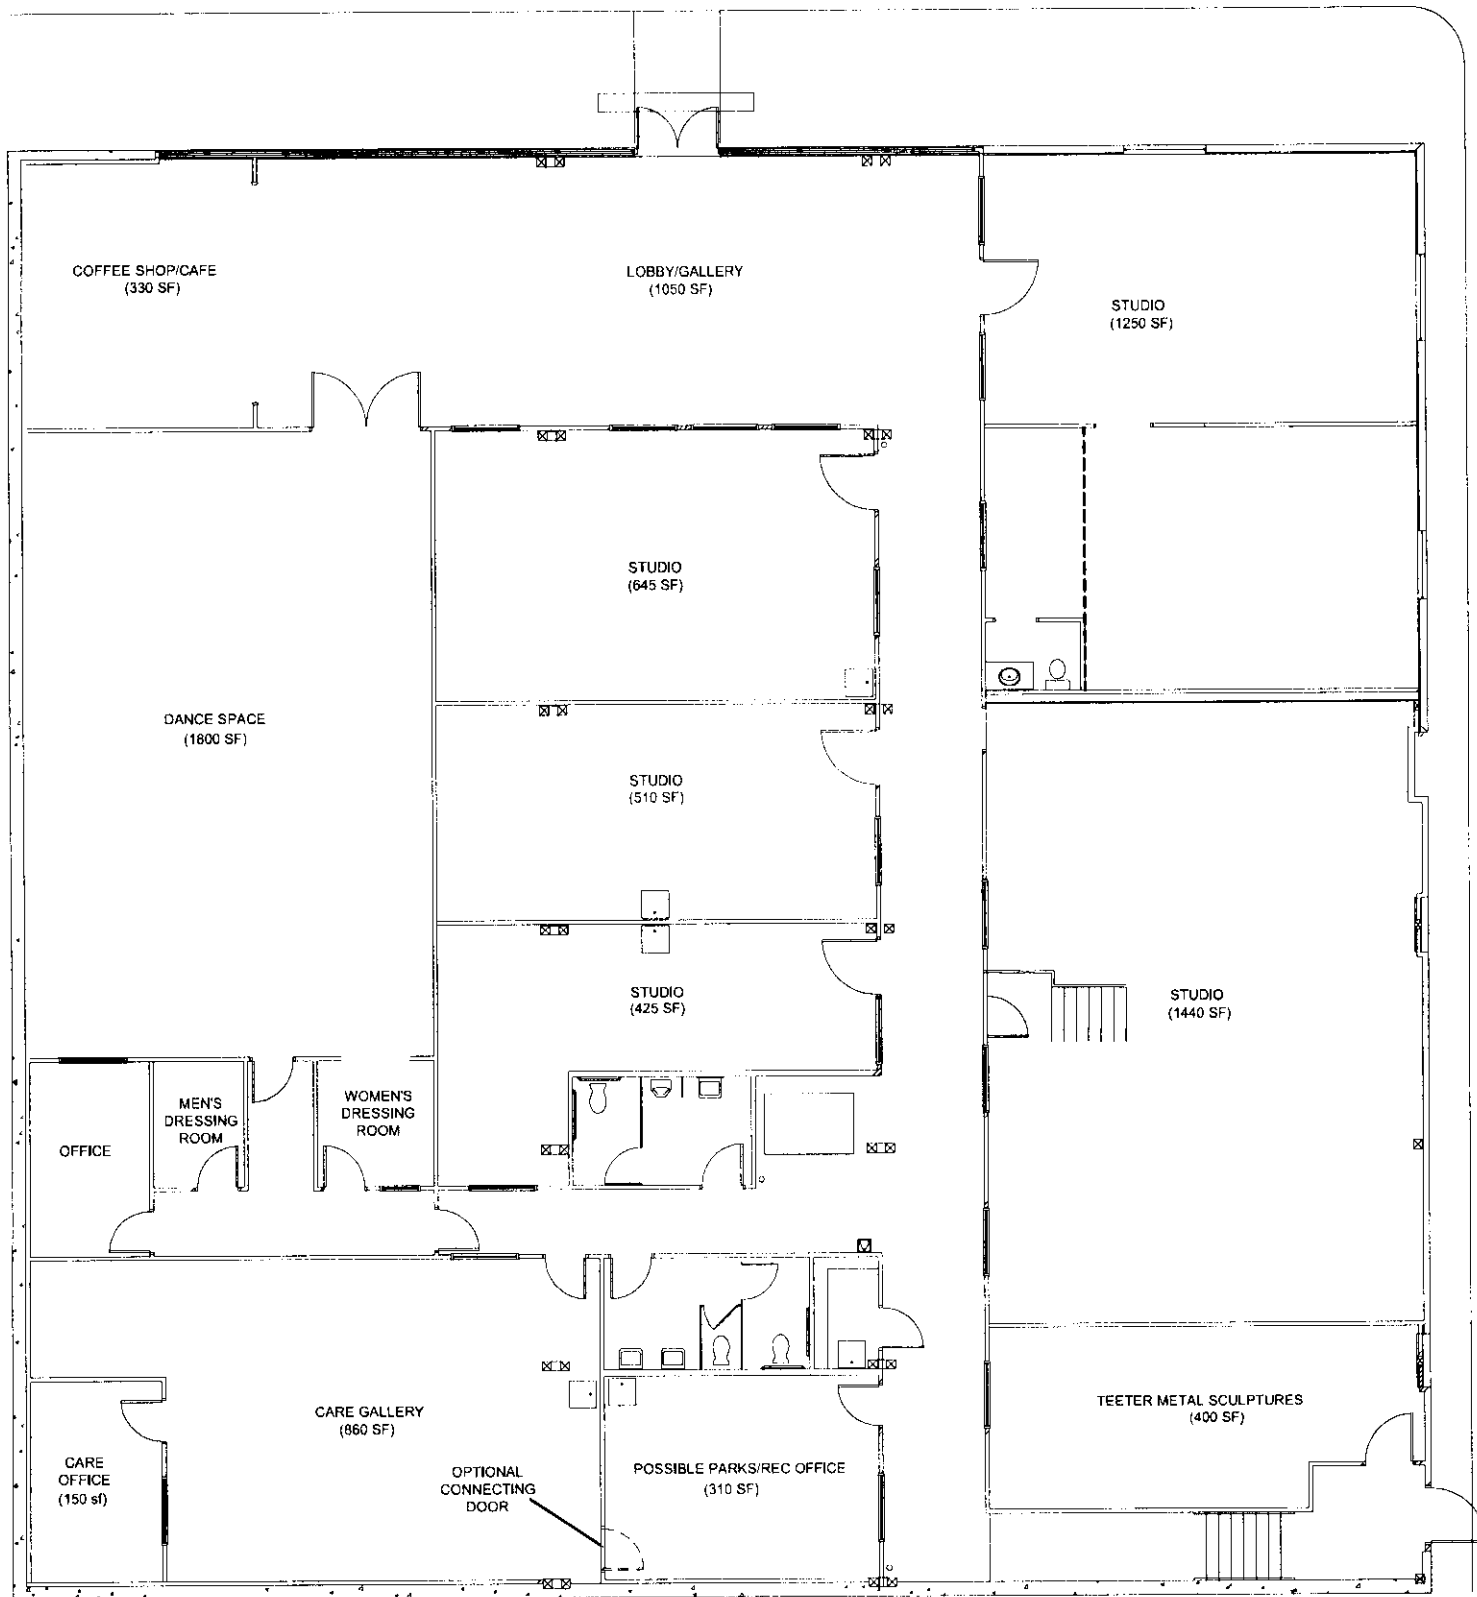 COFFEE SHOP/CAFE
(330 SF)
LOBBY/GALLERY
(1050 SF)
STUDIO
(1250 SF)
STUDIO
(645 SF)
DANCE SPACE
(1800 SF)
STUDIO
(510 SF)
STUDIO
(425 SF)
STUDIO
(1440 SF)
OFFICE
MEN'S
DRESSING
ROOM
WOMEN'S
DRESSING
ROOM
CARE GALLERY
(860 SF)
CARE
OFFICE
(150 sf)
OPTIONAL
CONNECTING
DOOR
POSSIBLE PARKS/REC OFFICE
(310 SF)
TEETER METAL SCULPTURES
(400 SF)